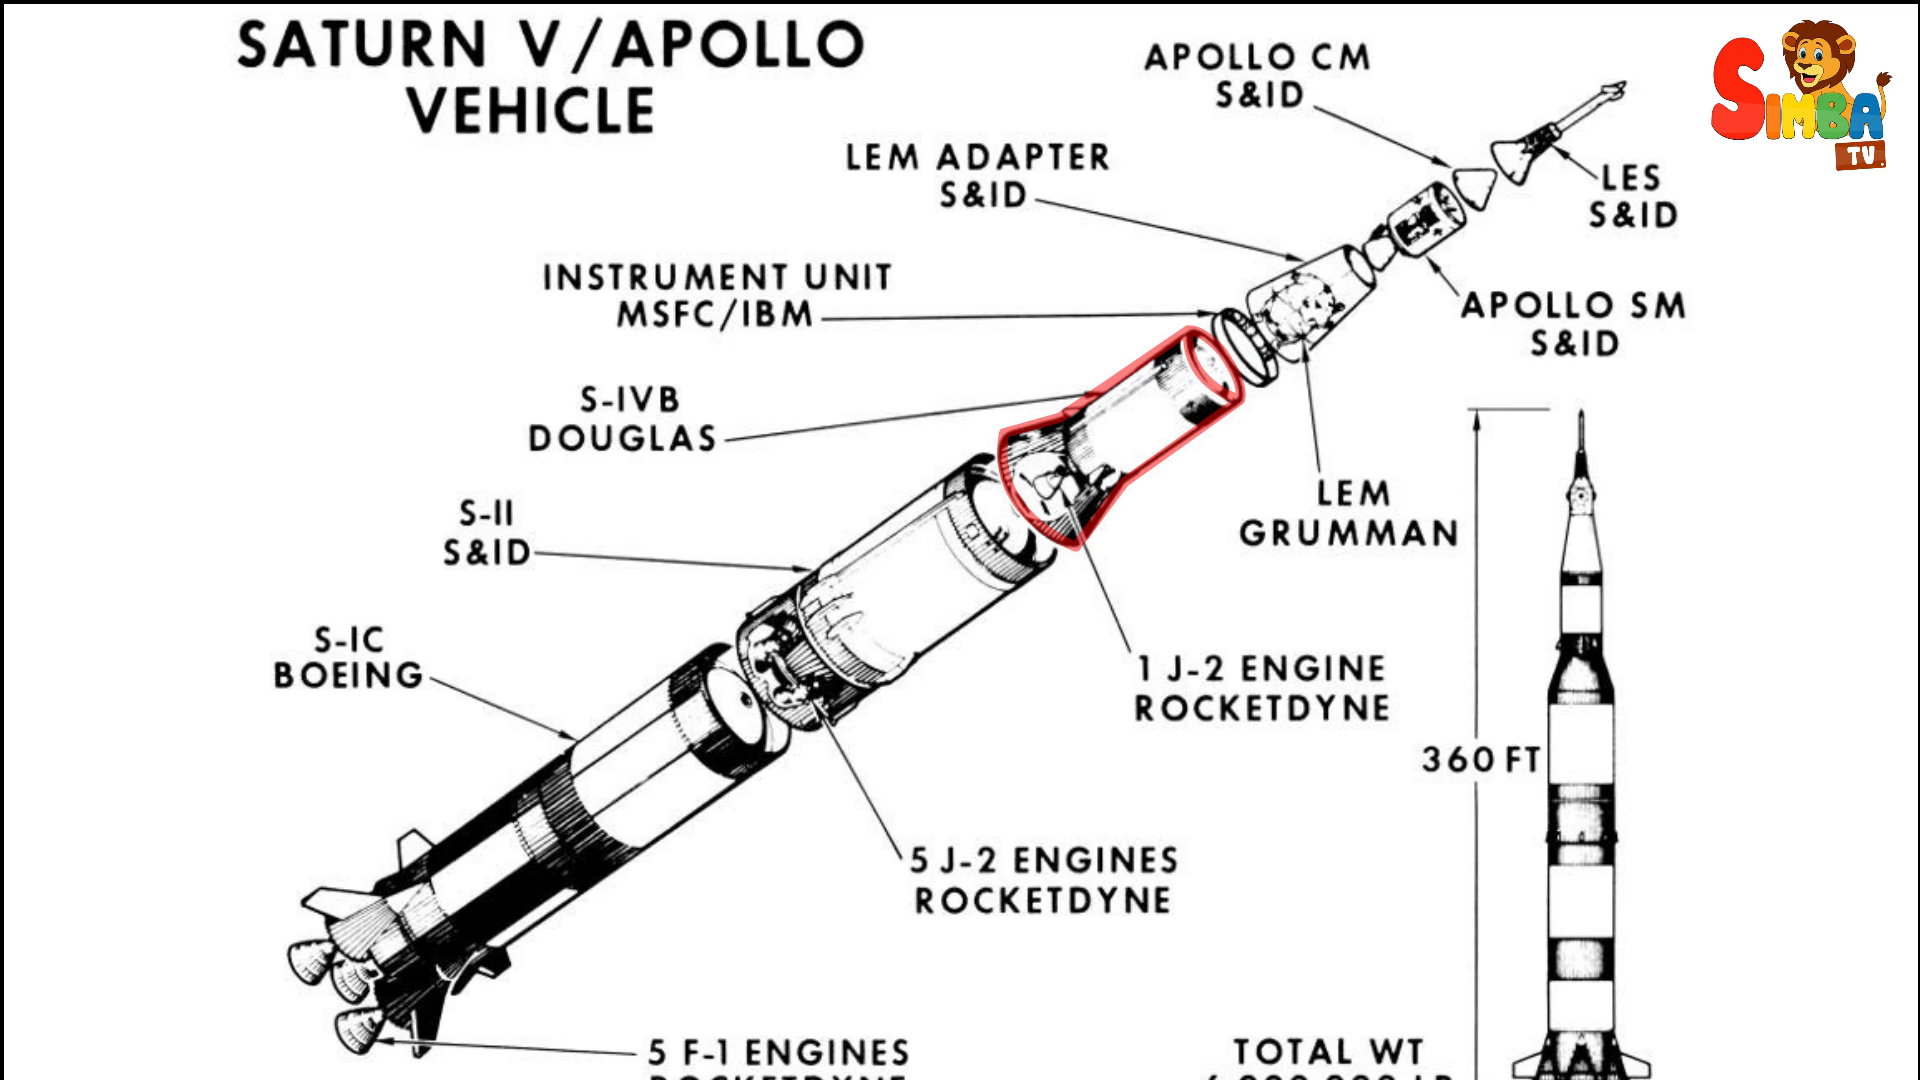 SATURN V/APOLLO
VEHICLE
APOLLO CM
S&ID
SIMBA
TV
LEM ADAPTER
S&ID
LES
S&ID
INSTRUMENT UNIT
MSFC/IBM
APOLLO SM
S&ID
S-IVB
DOUGLAS
LEM
GRUMMAN
S-II
S&ID
S-IC
BOEING
1 J-2 ENGINE
ROCKETDYNE
360 FT
5 J-2 ENGINES
ROCKETDYNE
5 F-1 ENGINES
ROCKETDYNE
TOTAL WT